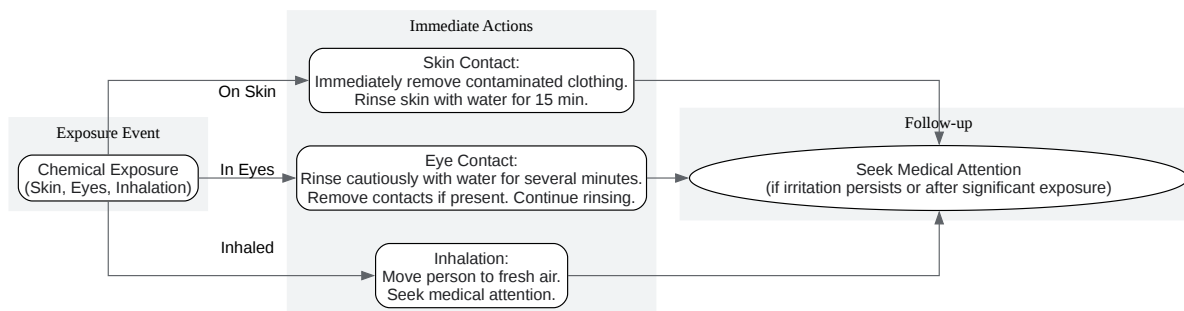 Immediate Actions
Skin Contact:
Immediately remove contaminated clothing.
Rinse skin with water for 15 min.
On Skin
Exposure Event
Chemical Exposure
(Skin, Eyes, Inhalation)
In Eyes
Eye Contact:
Rinse cautiously with water for several minutes.
Remove contacts if present. Continue rinsing.
Inhaled
Inhalation:
Move person to fresh air.
Seek medical attention.
Follow-up
Seek Medical Attention
(if irritation persists or after significant exposure)